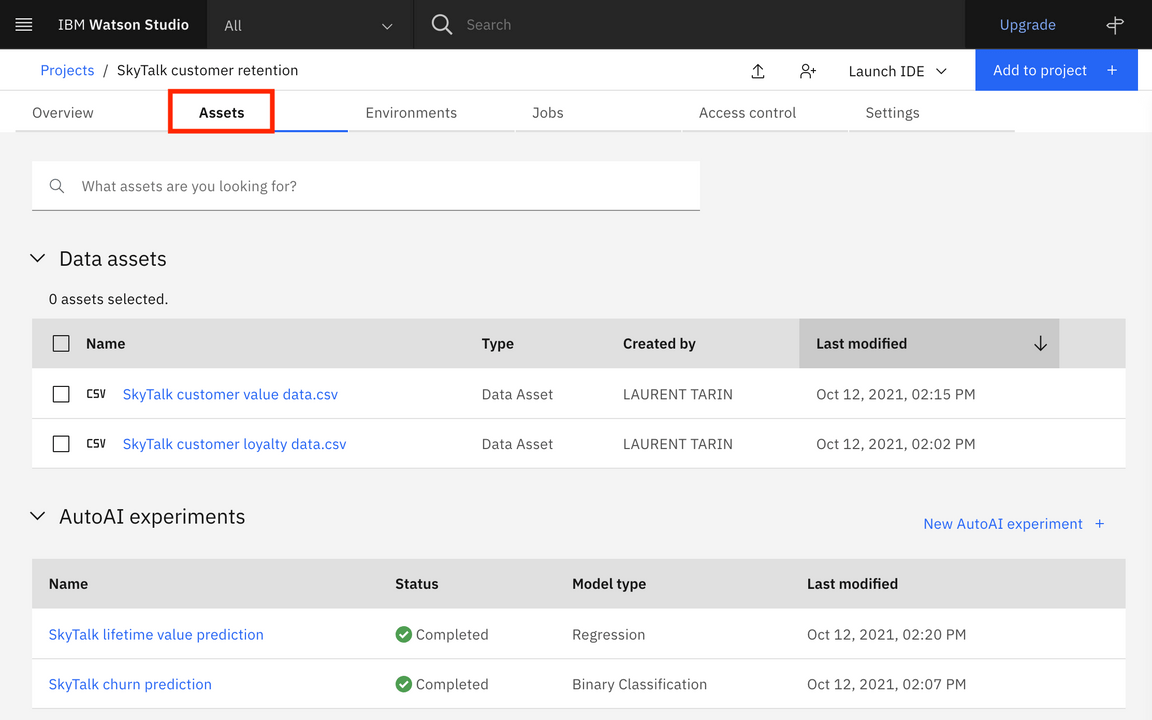 IBM Watson Studio All Search Upgrade
Projects / SkyTalk customer retention Launch IDE Add to project +
Overview Assets Environments Jobs Access control Settings
What assets are you looking for?
Data assets
0 assets selected.
Name Type Created by Last modified
CSV SkyTalk customer value data.csv Data Asset LAURENT TARIN Oct 12, 2021, 02:15 PM
CSV SkyTalk customer loyalty data.csv Data Asset LAURENT TARIN Oct 12, 2021, 02:02 PM
AutoAI experiments
New AutoAI experiment +
Name Status Model type Last modified
SkyTalk lifetime value prediction Completed Regression Oct 12, 2021, 02:20 PM
SkyTalk churn prediction Completed Binary Classification Oct 12, 2021, 02:07 PM